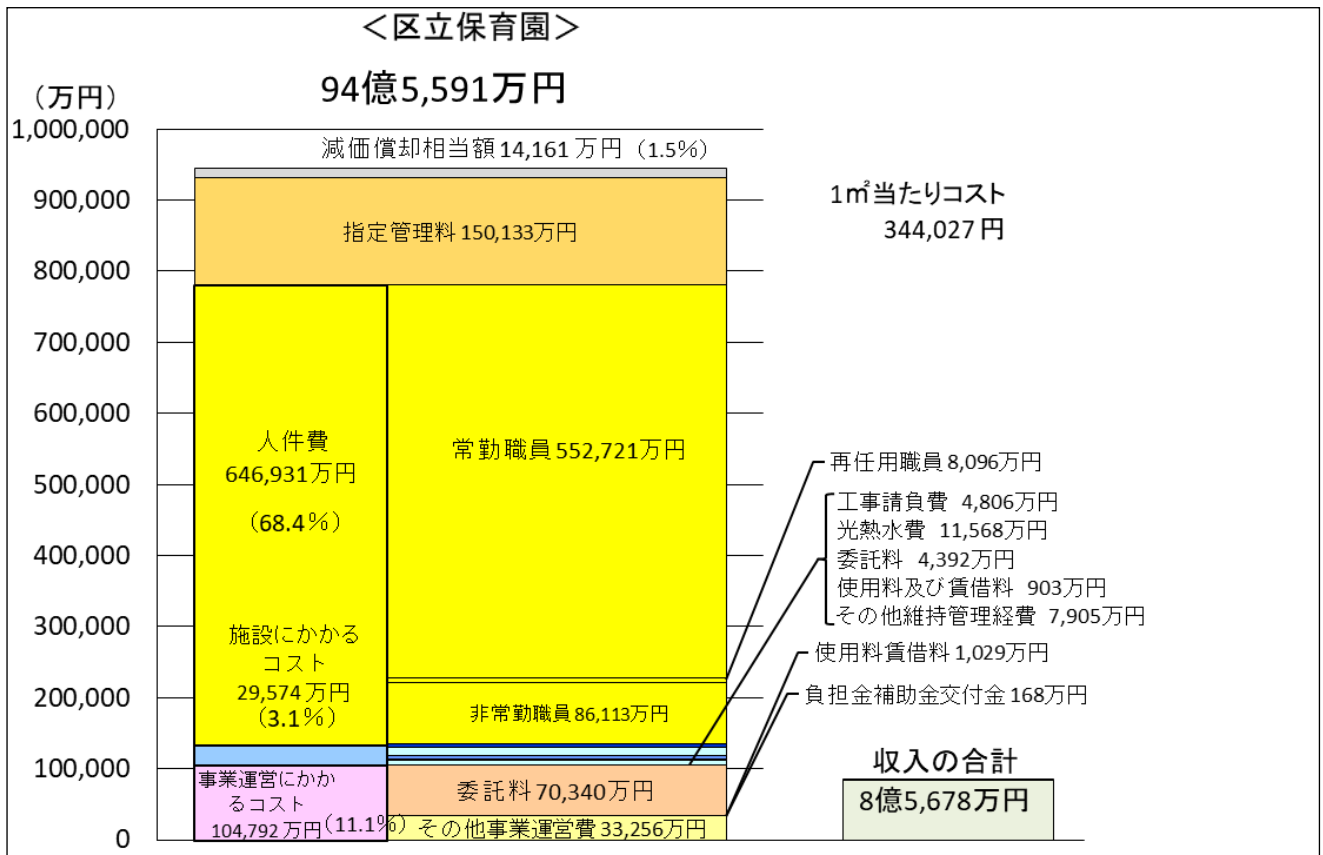 ＜区立保育園＞
94億5,591万円
（万円）
1,000,000
900,000
800,000
700,000
600,000
500,000
400,000
300,000
200,000
100,000
0
減価償却相当額 14,161 万円（1.5%）
指定管理料 150,133万円
人件費
646,931万円
（68.4％）
常勤職員 552,721万円
施設にかかる
コスト
29,574 万円
（3.1％）
非常勤職員 86,113万円
事業運営にかか
るコスト
104,792 万円(11.1%)
委託料 70,340万円
その他事業運営費 33,256万円
1㎡当たりコスト
344,027 円
再任用職員 8,096万円
工事請負費 4,806万円
光熱水費 11,568万円
委託料 4,392万円
使用料及び賃借料 903万円
その他維持管理経費 7,905万円
使用料賃借料 1,029万円
負担金補助金交付金 168万円
収入の合計
8億5,678万円